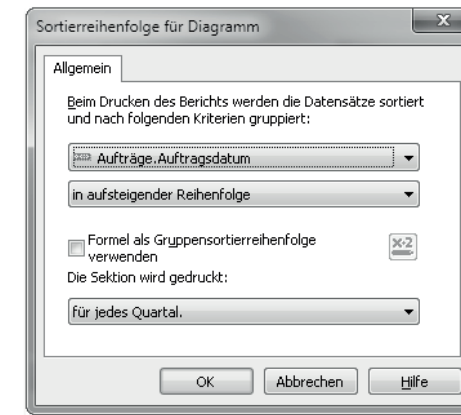 Sortierreihenfolge für Diagramm
x
Allgemein
Beim Drucken des Berichts werden die Datensätze sortiert
und nach folgenden Kriterien gruppiert:
Aufträge.Auftragsdatum
in aufsteigender Reihenfolge
Formel als Gruppensortierreihenfolge
verwenden
x·2
Die Sektion wird gedruckt:
für jedes Quartal.
OK Abbrechen Hilfe